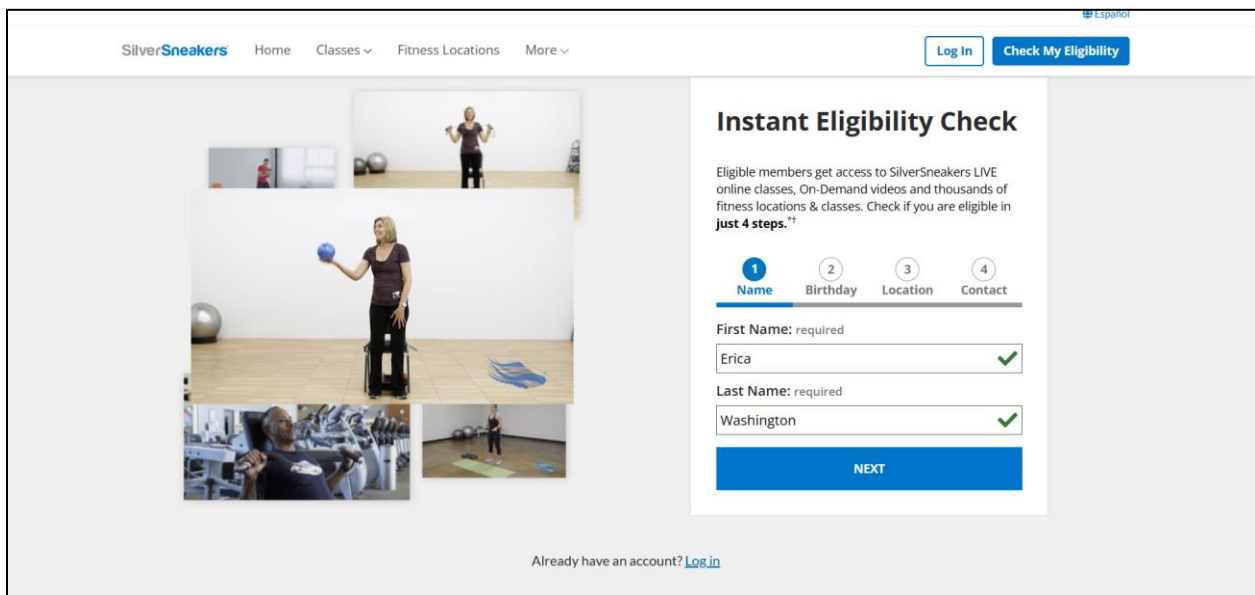 Español
SilverSneakers Home Classes Fitness Locations More Log In Check My Eligibility
Instant Eligibility Check
Eligible members get access to SilverSneakers LIVE
online classes, On-Demand videos and thousands of
fitness locations & classes. Check if you are eligible in
just 4 steps.*†
1 2 3 4
Name Birthday Location Contact
First Name: required
Erica
Last Name: required
Washington
NEXT
Already have an account? Log in